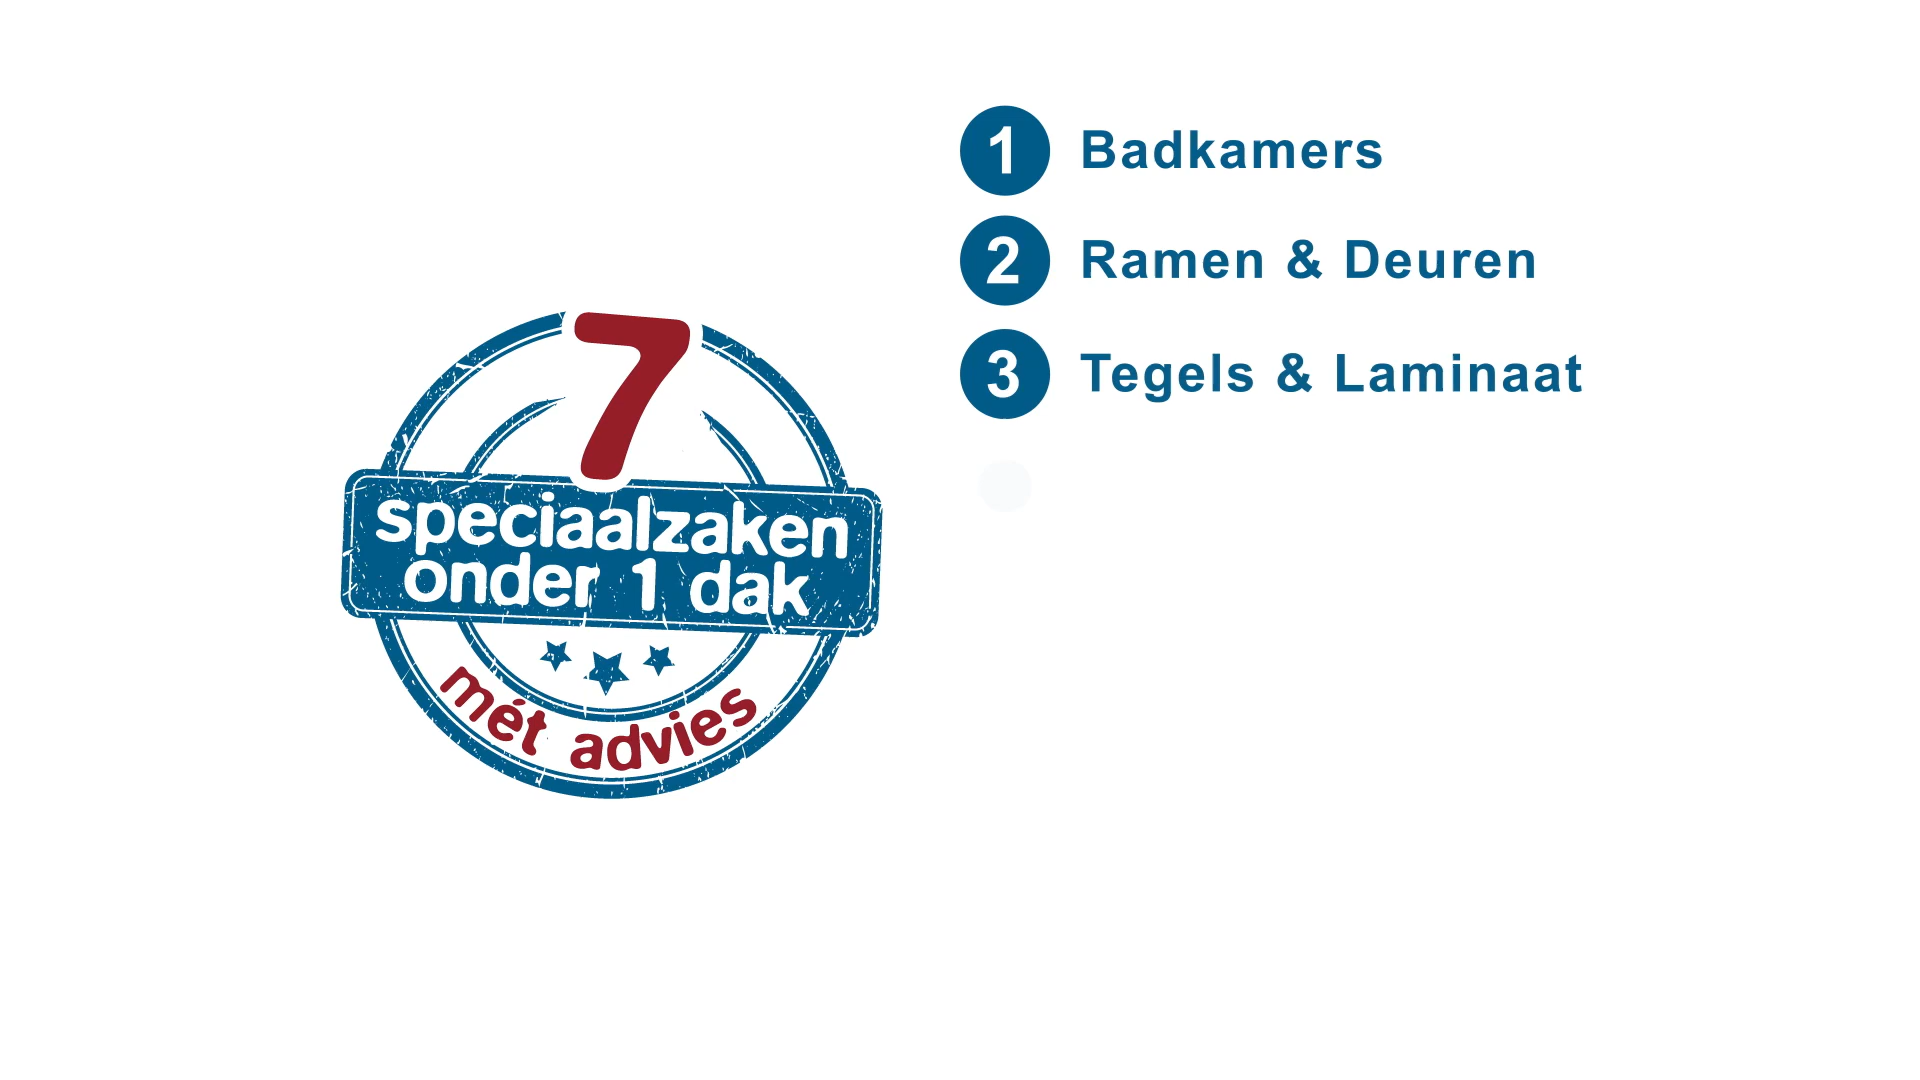 7
speciaalzaken
onder 1 dak
mét advies
1 Badkamers
2 Ramen & Deuren
3 Tegels & Laminaat